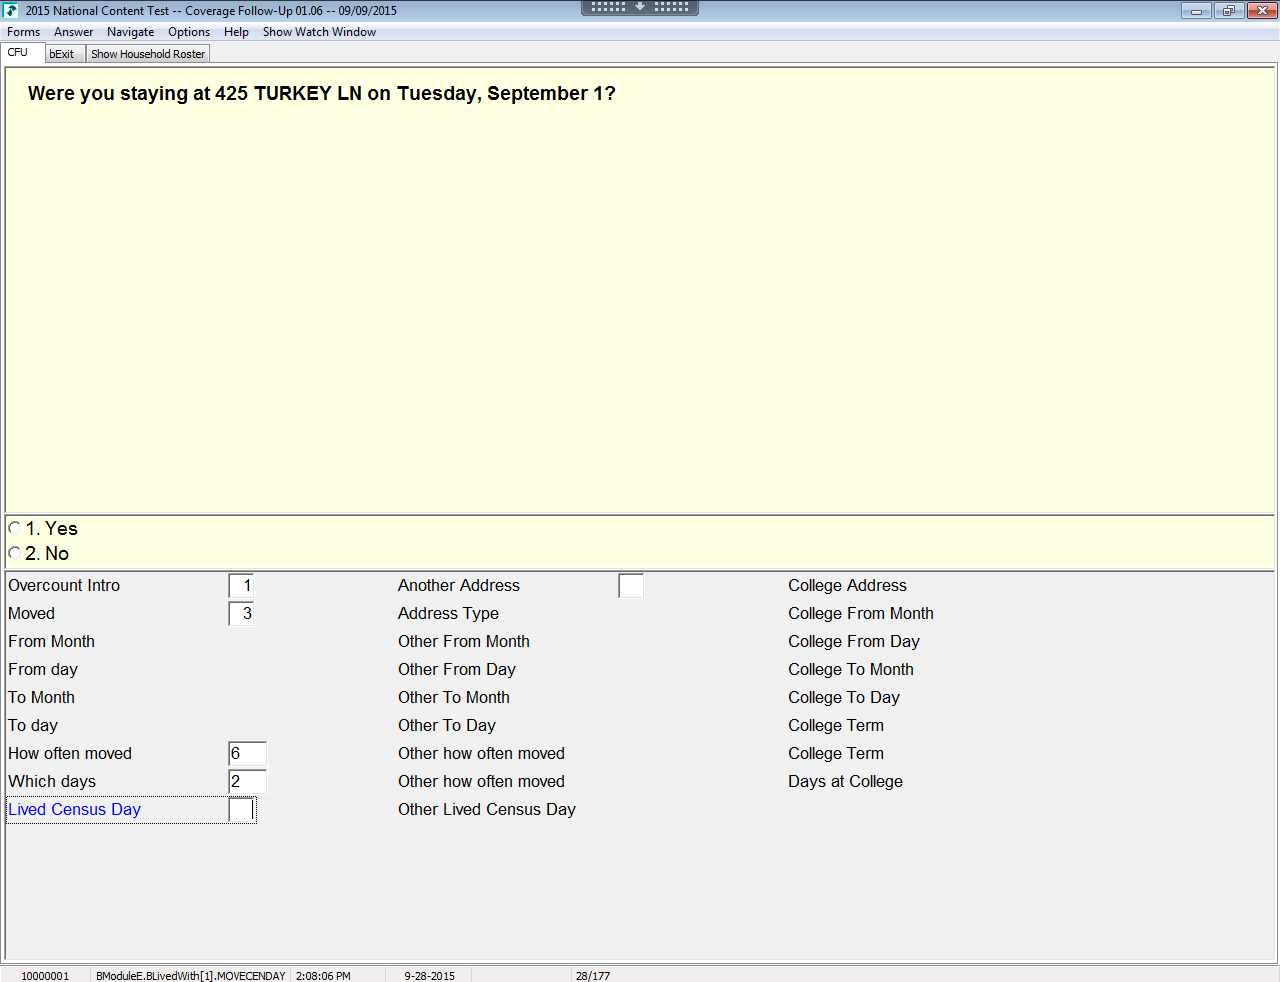 2015 National Content Test -- Coverage Follow-Up 01.06 -- 09/09/2015
Forms Answer Navigate Options Help Show Watch Window
CFU bExit Show Household Roster
Were you staying at 425 TURKEY LN on Tuesday, September 1?
1. Yes
2. No
Overcount Intro 1 Another Address College Address
Moved 3 Address Type College From Month
From Month Other From Month College From Day
From day Other From Day College To Month
To Month Other To Month College To Day
To day Other To Day College Term
How often moved 6 Other how often moved College Term
Which days 2 Other how often moved Days at College
Lived Census Day Other Lived Census Day
10000001 BModuleE.BLivedWith[1].MOVECENDAY 2:08:06 PM 9-28-2015 28/177